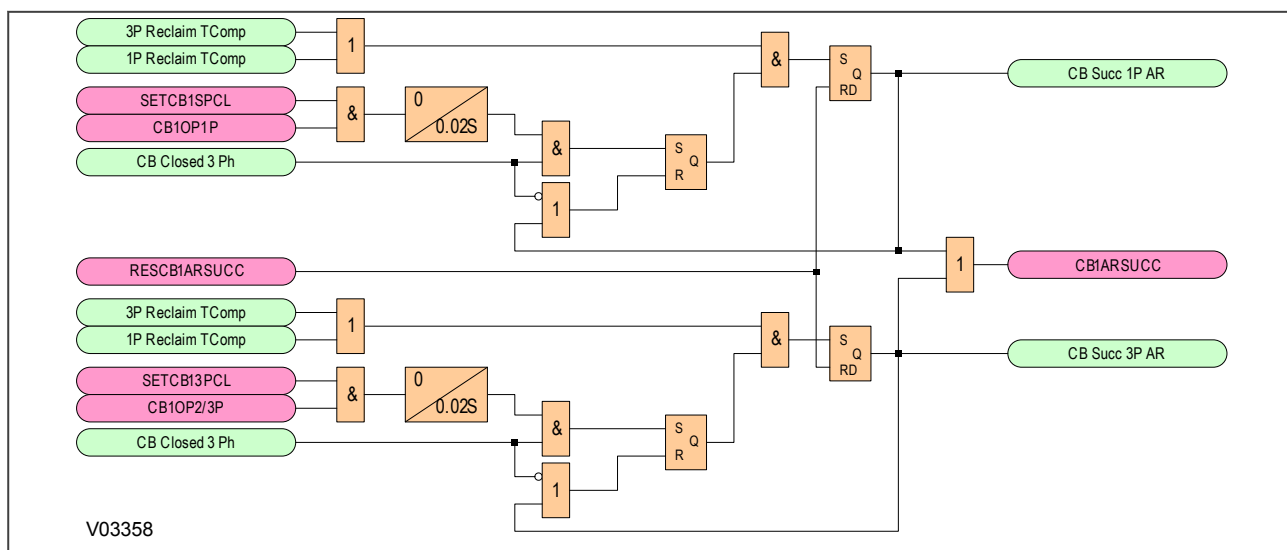 3P Reclaim TComp
1P Reclaim TComp
1
&
S
Q
RD
CB Succ 1P AR
SETCB1SPCL
CB1OP1P
&
0
0.02S
CB Closed 3 Ph
&
S
Q
R
1
RESCB1ARSUCC
1
CB1ARSUCC
3P Reclaim TComp
1P Reclaim TComp
1
&
S
Q
RD
CB Succ 3P AR
SETCB13PCL
CB1OP2/3P
&
0
0.02S
CB Closed 3 Ph
&
S
Q
R
1
V03358